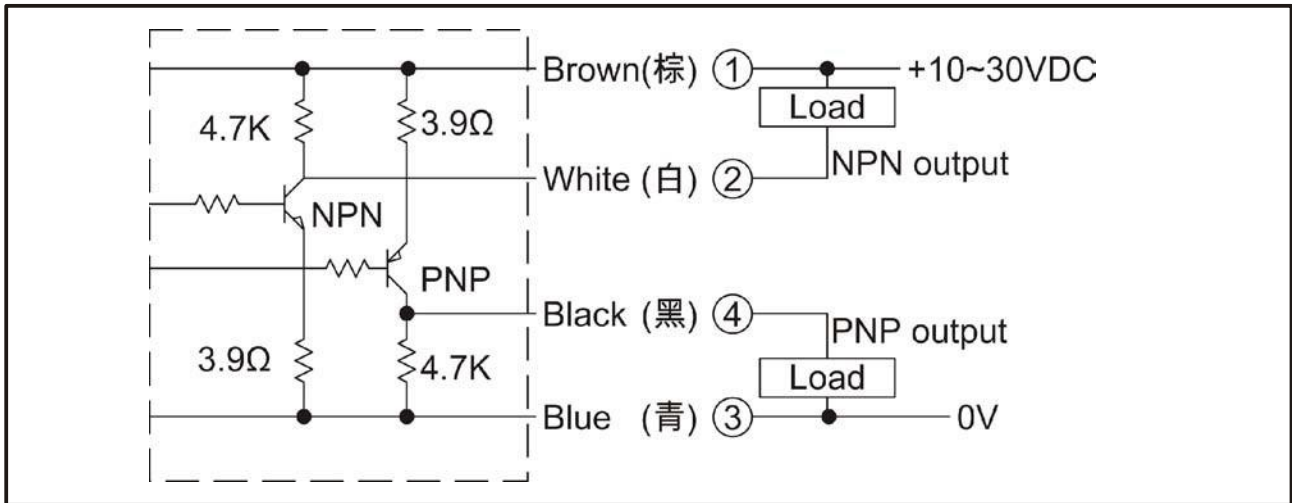 Brown(棕) ① +10~30VDC
Load
4.7K 3.9Ω
NPN output
White (白) ②
NPN
PNP
Black (黑) ④
PNP output
3.9Ω 4.7K
Load
Blue (青) ③ 0V